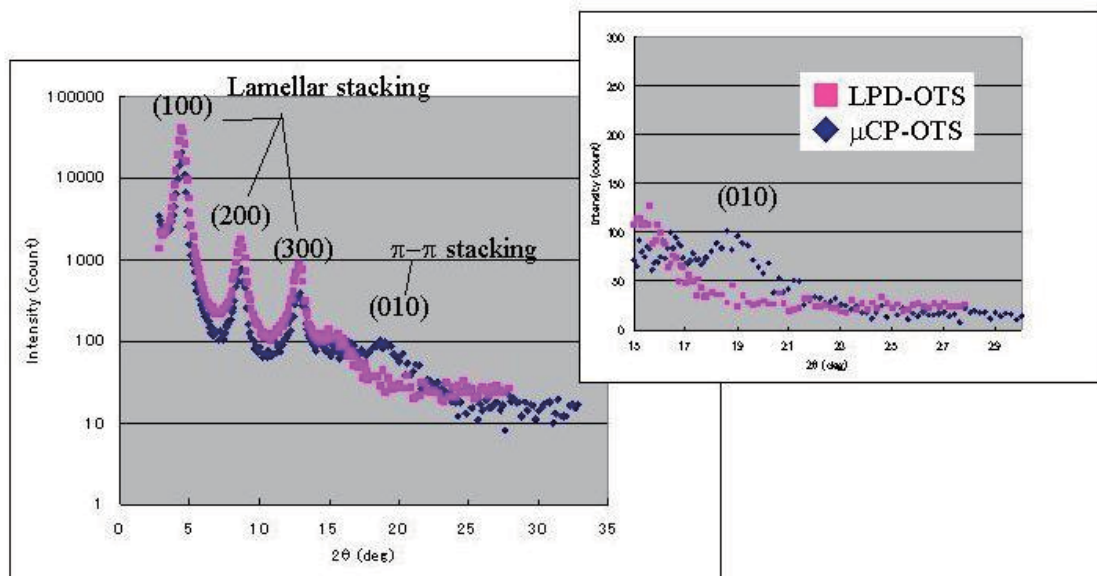 Lamellar stacking
(100)
(200)
(300)
π-π stacking
(010)
100000
10000
1000
100
10
1
0 5 10 15 20 25 30 35
Intensity (count)
2θ (deg)
LPD-OTS
μCP-OTS
(010)
300
250
200
150
100
50
0
15 17 19 21 23 25 27 29
Intensity (count)
2θ (deg)